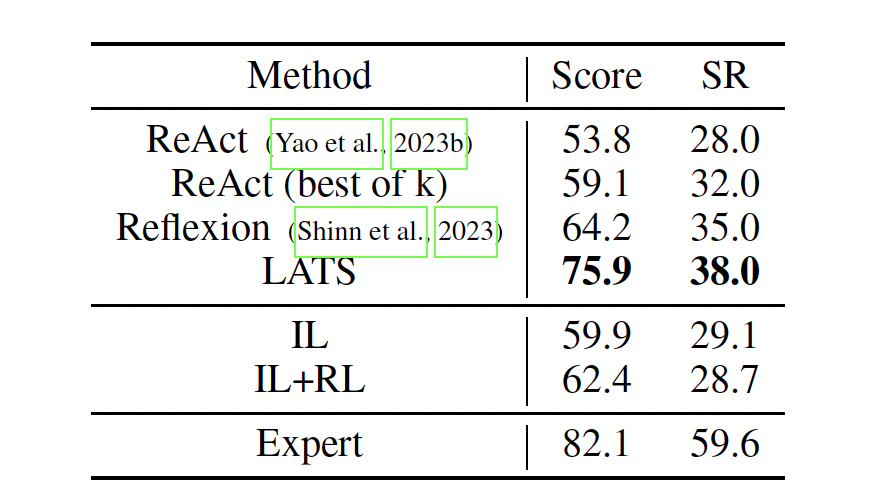 Method Score SR
ReAct (Yao et al., 2023b) 53.8 28.0
ReAct (best of k) 59.1 32.0
Reflexion (Shinn et al., 2023) 64.2 35.0
LATS 75.9 38.0
IL 59.9 29.1
IL+RL 62.4 28.7
Expert 82.1 59.6